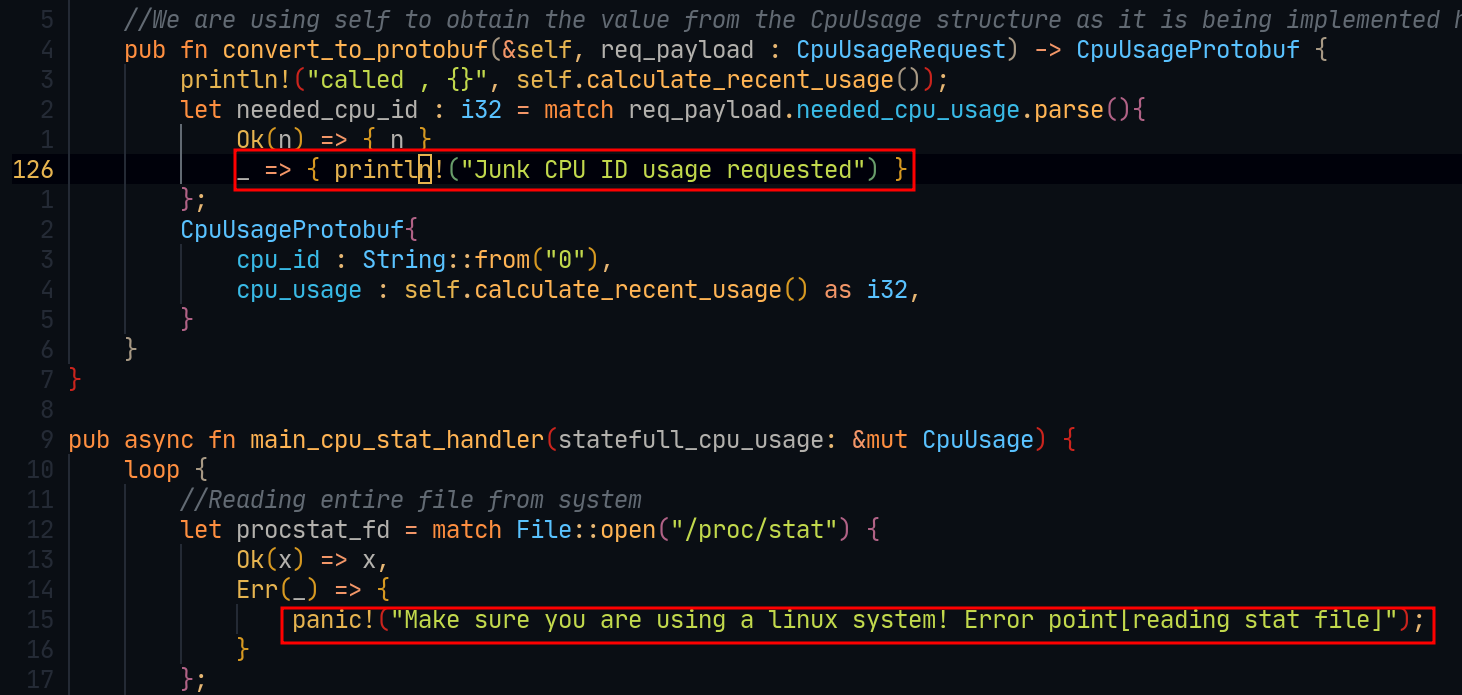 5 //We are using self to obtain the value from the CpuUsage structure as it is being implemented
4 pub fn convert_to_protobuf(&self, req_payload : CpuUsageRequest) -> CpuUsageProtobuf {
3 println!("called , {}", self.calculate_recent_usage());
2 let needed_cpu_id : i32 = match req_payload.needed_cpu_usage.parse(){
1 Ok(n) => { n }
126 _ => { println!("Junk CPU ID usage requested") }
1 };
2 CpuUsageProtobuf{
3 cpu_id : String::from("0"),
4 cpu_usage : self.calculate_recent_usage() as i32,
5 }
6 }
7 }
8
9 pub async fn main_cpu_stat_handler(statefull_cpu_usage: &mut CpuUsage) {
10 loop {
11 //Reading entire file from system
12 let procstat_fd = match File::open("/proc/stat") {
13 Ok(x) => x,
14 Err(_) => {
15 panic!("Make sure you are using a linux system! Error point[reading stat file]");
16 }
17 };